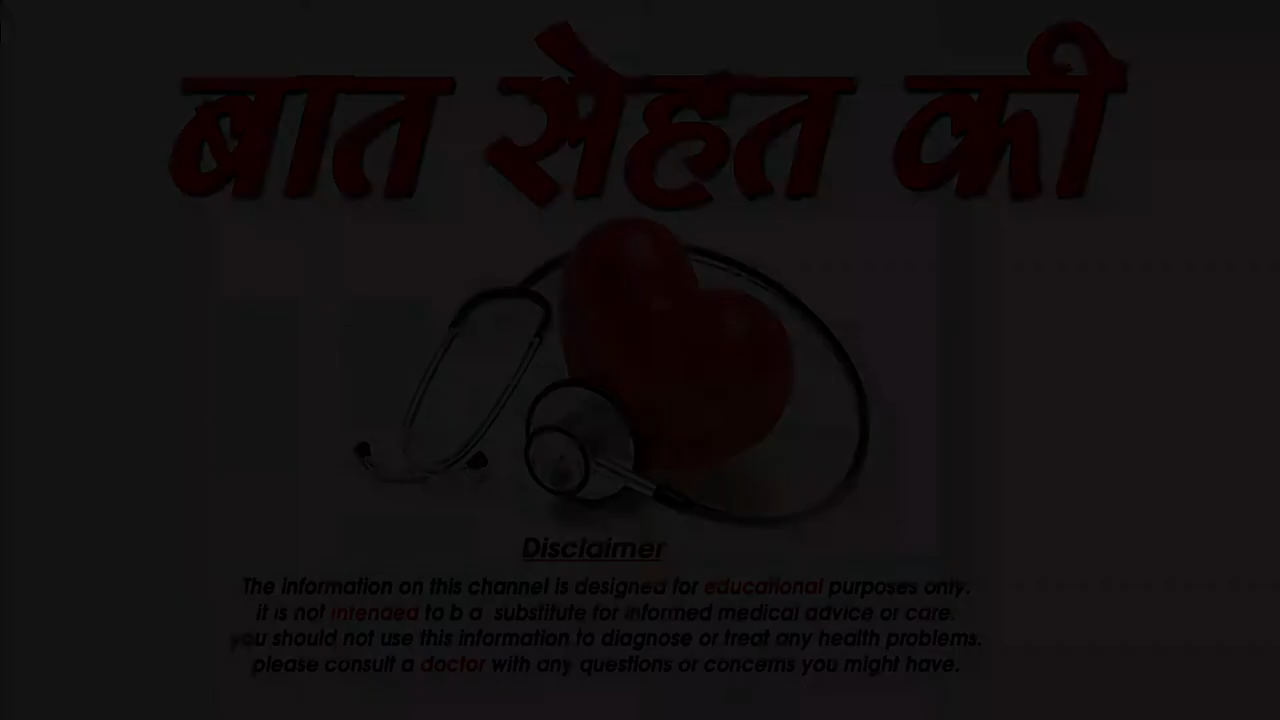 बात सेहत की
Disclaimer
The information on this channel is designed for educational purposes only.
it is not intended to b a substitute for informed medical advice or care.
you should not use this information to diagnose or treat any health problems.
please consult a doctor with any questions or concerns you might have.